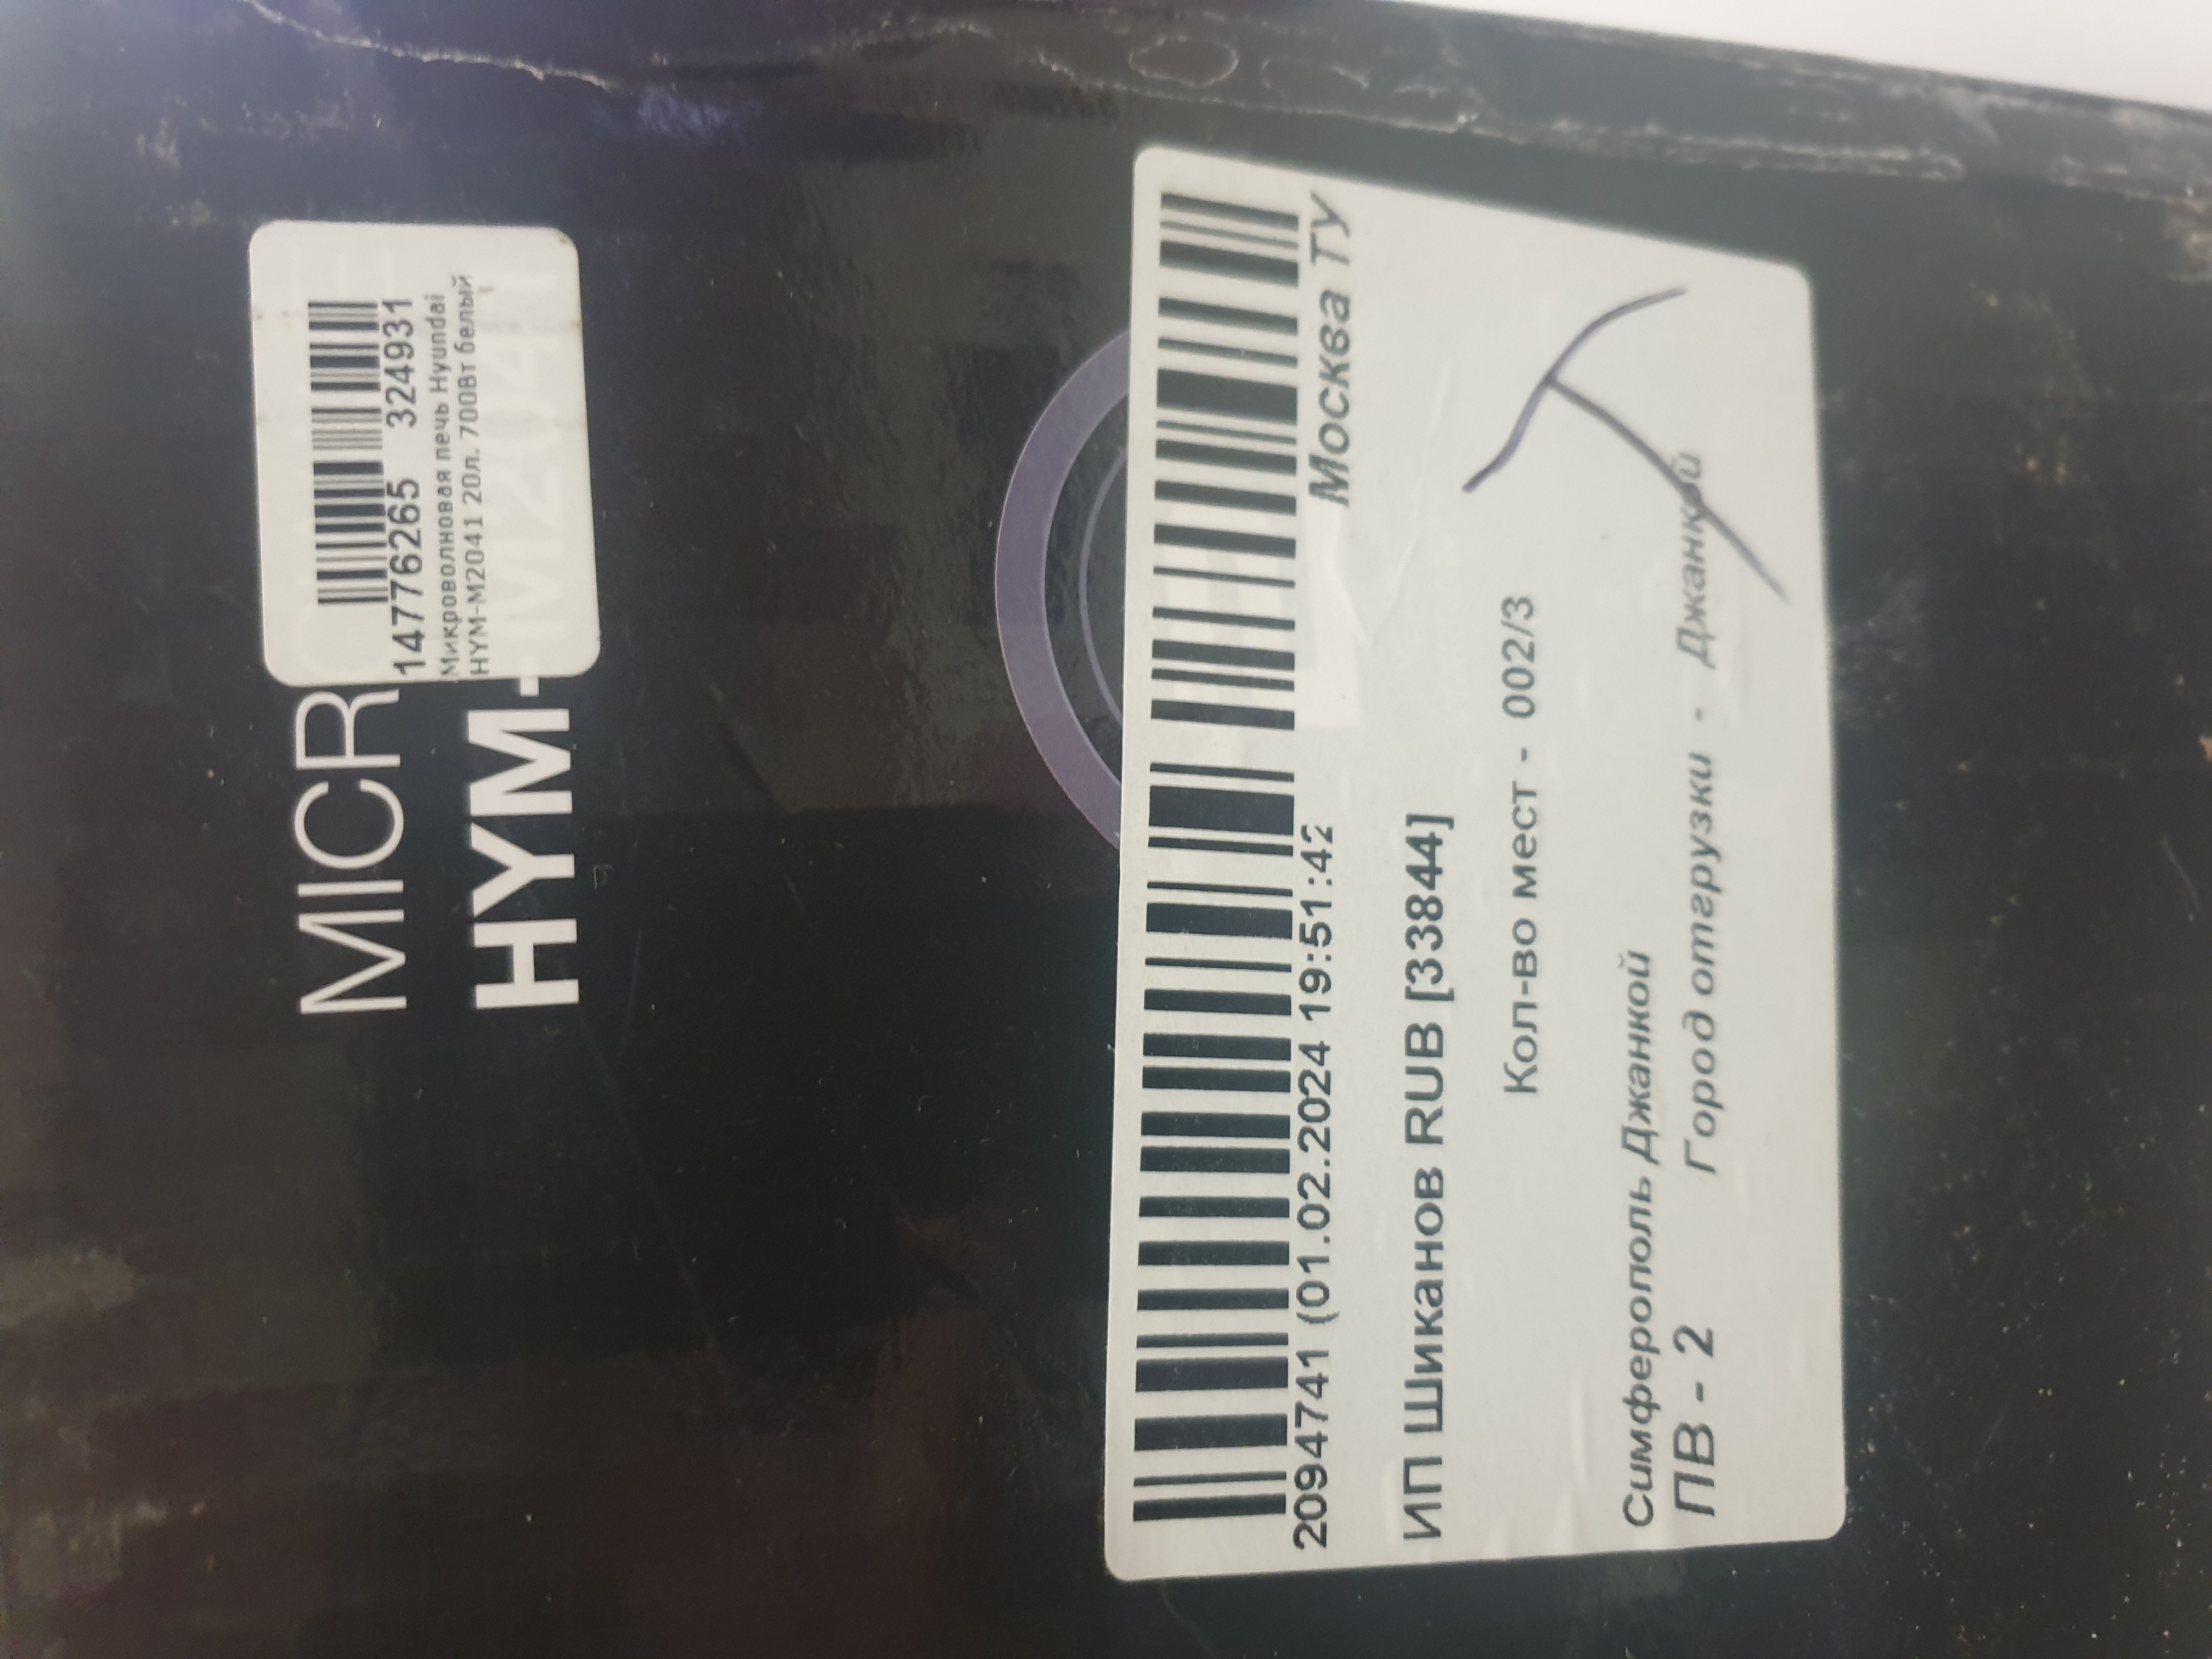 14776265 324931
Микроволновая печь Hyundai
HYM-M2041 20л. 700Вт белый
MICR
HYM-
2094741 (01.02.2024 19:51:42
Москва ТУ
ИП Шиканов RUB [33844]
Кол-во мест - 002/3
Симферополь Джанкой
ПВ - 2 Город отгрузки - Джанкой